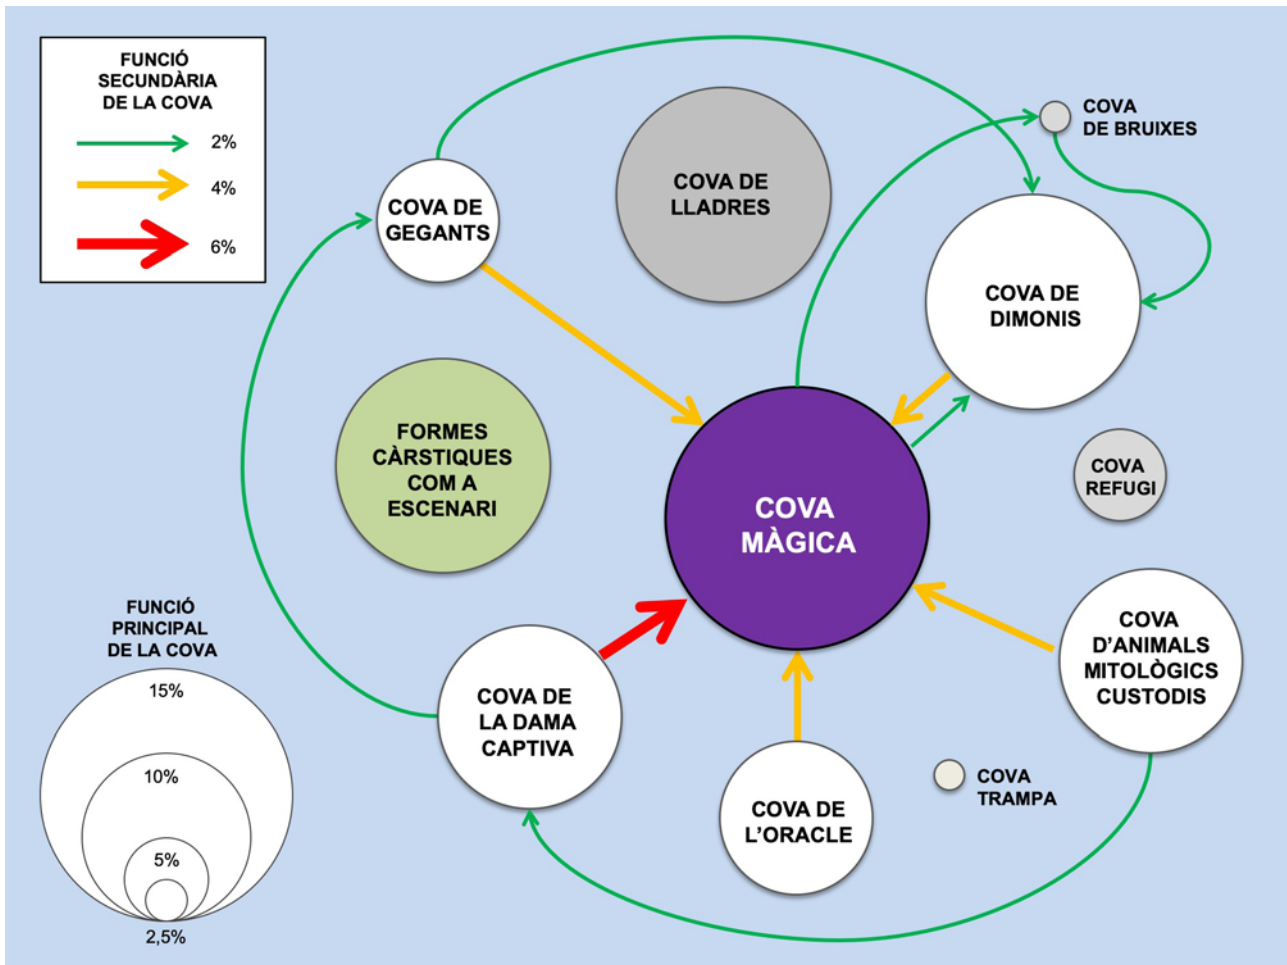 FUNCIÓ
SECUNDÀRIA
DE LA COVA
2%
4%
6%
COVA DE
GEGANTS
COVA DE
LLADRES
COVA
DE BRUIXES
COVA DE
DIMONIS
FORMES
CÀRSTIQUES
COM A
ESCENARI
COVA
MÀGICA
COVA
REFUGI
FUNCIÓ
PRINCIPAL
DE LA COVA
15%
10%
5%
2,5%
COVA DE
LA DAMA
CAPTIVA
COVA DE
L'ORACLE
COVA
TRAMPA
COVA
D'ANIMALS
MITOLÒGICS
CUSTODIS